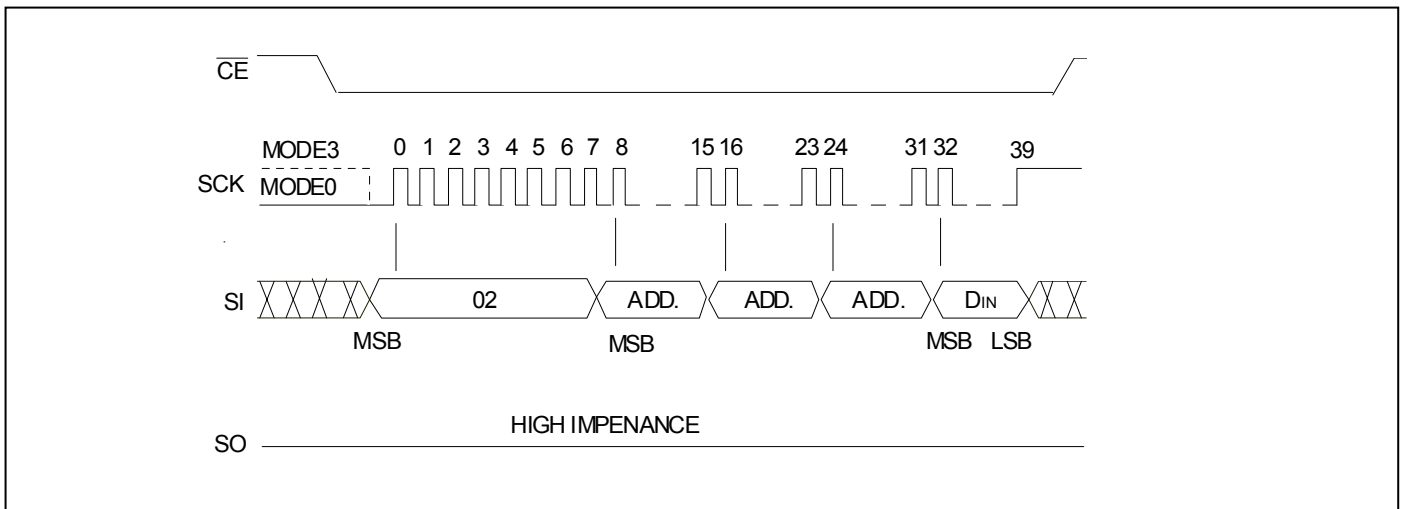 CE
MODE3 0 1 2 3 4 5 6 7 8 15 16 23 24 31 32 39
SCK MODE0
SI 02 ADD. ADD. ADD. DIN
MSB MSB MSB LSB
HIGH IMPENANCE
SO